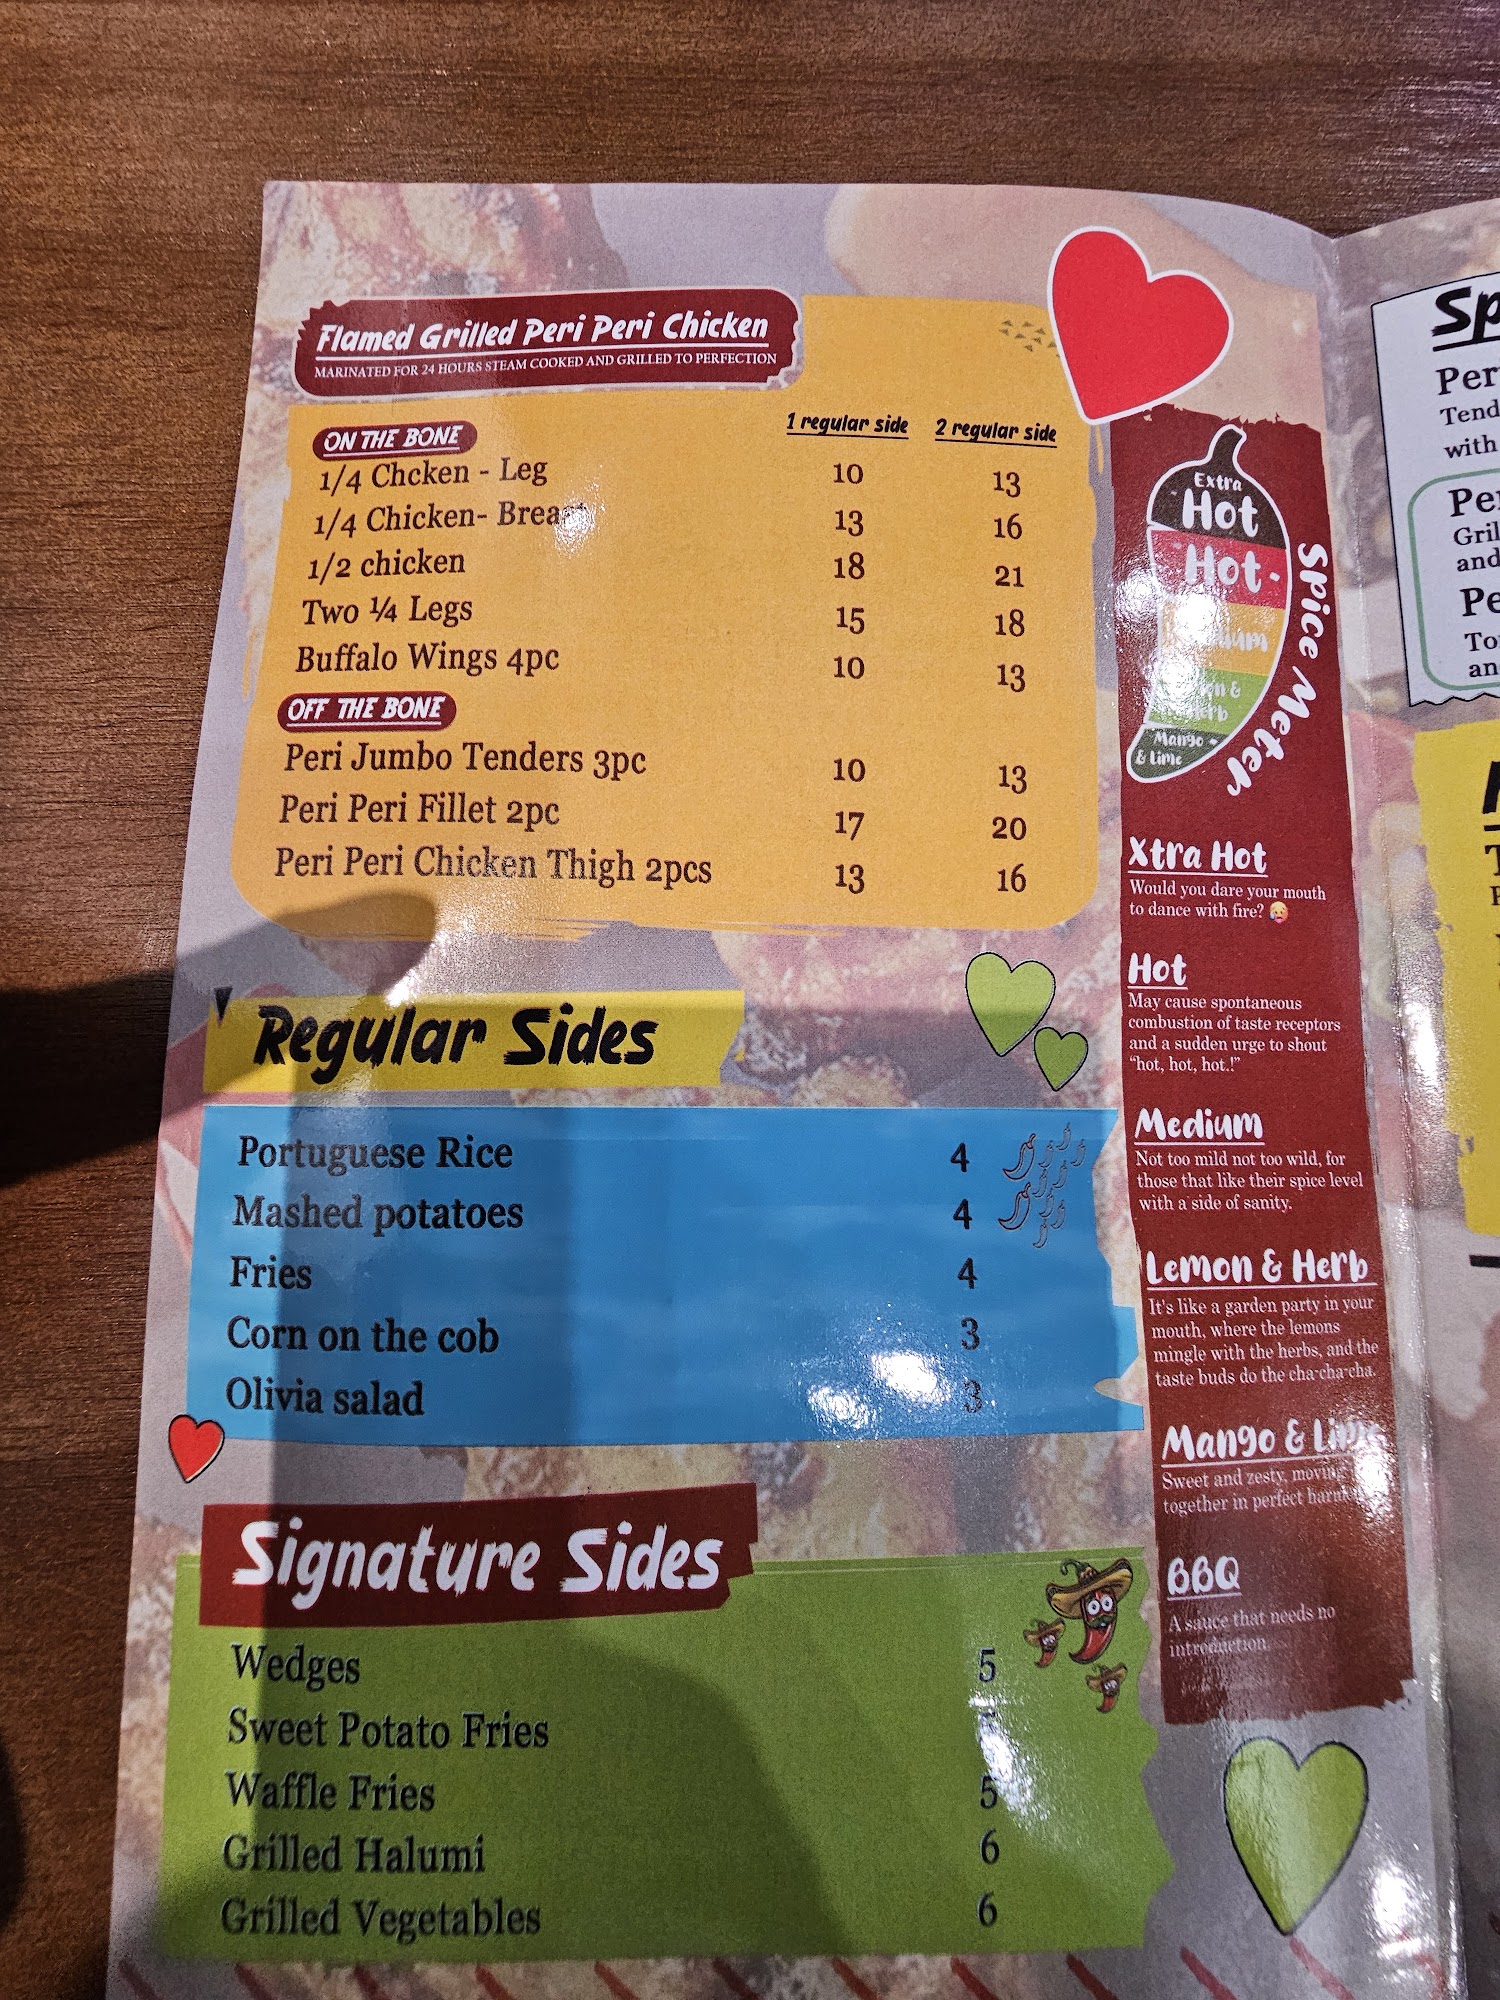 Flamed Grilled Peri Peri Chicken
MARINATED FOR 24 HOURS STEAM COOKED AND GRILLED TO PERFECTION
1 regular side 2 regular side
ON THE BONE
1/4 Chcken - Leg 10 13
1/4 Chicken- Breast 13 16
1/2 chicken 18 21
Two ¼ Legs 15 18
Buffalo Wings 4pc 10 13
OFF THE BONE
Peri Jumbo Tenders 3pc 10 13
Peri Peri Fillet 2pc 17 20
Peri Peri Chicken Thigh 2pcs 13 16
Regular Sides
Portuguese Rice 4
Mashed potatoes 4
Fries 4
Corn on the cob 3
Olivia salad 3
Signature Sides
Wedges 5
Sweet Potato Fries
Waffle Fries 5
Grilled Halumi 6
Grilled Vegetables 6
Extra
Hot
Hot
Mango
& Lime
Spice Meter
Xtra Hot
Would you dare your mouth
to dance with fire? 😥
Hot
May cause spontaneous
combustion of taste receptors
and a sudden urge to shout
"hot, hot, hot.!"
Medium
Not too mild not too wild, for
those that like their spice level
with a side of sanity.
Lemon & Herb
It's like a garden party in your
mouth, where the lemons
mingle with the herbs, and the
taste buds do the cha-cha-cha.
Mango & Lime
Sweet and zesty, moving
together in perfect
BBQ
A sauce that needs no
introduction
Tend
with
and